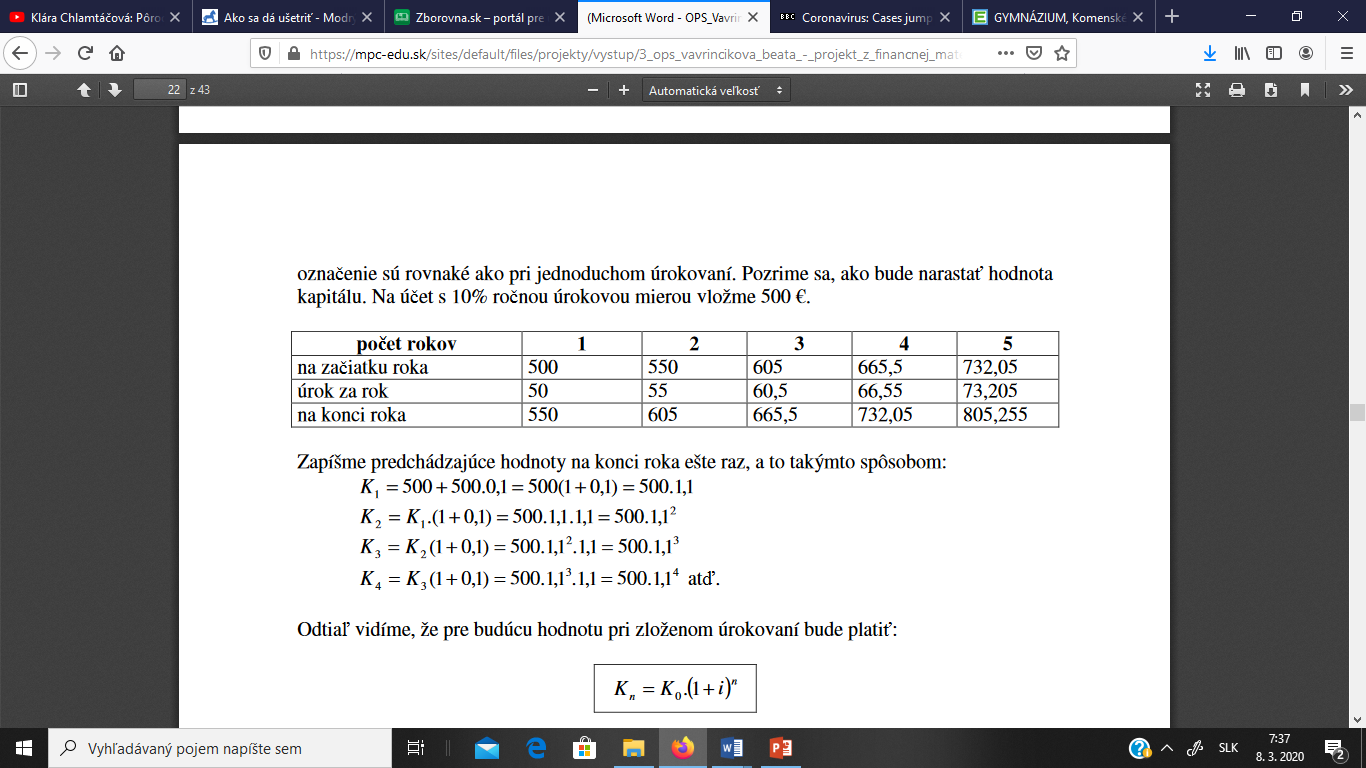 Klára Chlamtáčová: Pôro
Ako sa dá ušetriť - Modr
Zborovna.sk – portál pre
(Microsoft Word - OPS_Vavrin
BBC Coronavirus: Cases jump
GYMNÁZIUM, Komenské
https://mpc-edu.sk/sites/default/files/projekty/vystup/3_ops_vavrincikova_beata_-_projekt_z_financnej_mate
22 z 43
Automatická veľkosť
označenie sú rovnaké ako pri jednoduchom úrokovaní. Pozrime sa, ako bude narastať hodnota
kapitálu. Na účet s 10% ročnou úrokovou mierou vložme 500 €.
počet rokov 1 2 3 4 5
na začiatku roka 500 550 605 665,5 732,05
úrok za rok 50 55 60,5 66,55 73,205
na konci roka 550 605 665,5 732,05 805,255
Zapíšme predchádzajúce hodnoty na konci roka ešte raz, a to takýmto spôsobom:
K₁ = 500 + 500.0,1 = 500(1 + 0,1) = 500.1,1
K₂ = K₁.(1 + 0,1) = 500.1,1.1,1 = 500.1,1²
K₃ = K₂(1 + 0,1) = 500.1,1².1,1 = 500.1,1³
K₄ = K₃(1 + 0,1) = 500.1,1³.1,1 = 500.1,1⁴ atď.
Odtiaľ vidíme, že pre budúcu hodnotu pri zloženom úrokovaní bude platiť:
Kₙ = K₀.(1 + i)ⁿ
Vyhľadávaný pojem napíšte sem
SLK
7:37
8. 3. 2020
2